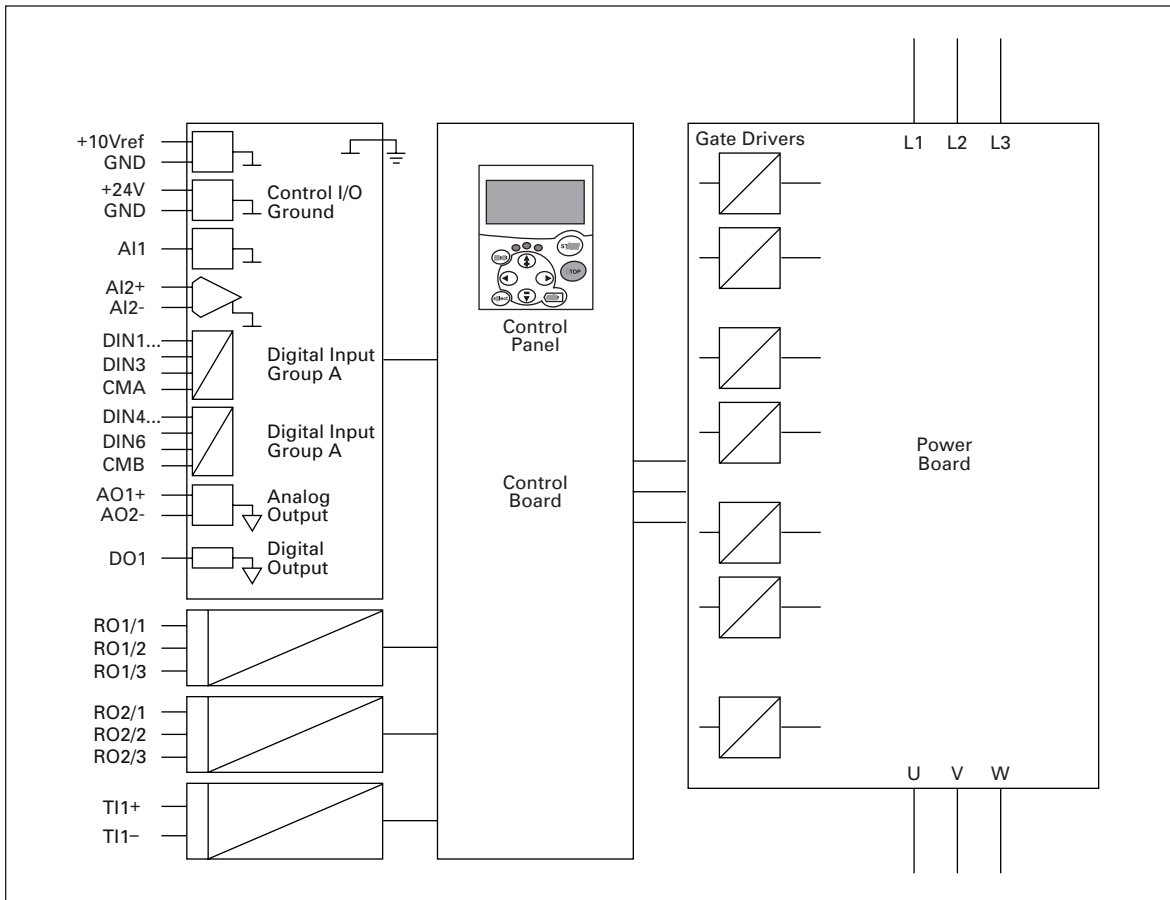 +10Vref
GND
+24V
GND
Control I/O
Ground
AI1
AI2+
AI2-
DIN1...
DIN3
CMA
Digital Input
Group A
DIN4...
DIN6
CMB
Digital Input
Group A
AO1+
AO2-
Analog
Output
DO1
Digital
Output
RO1/1
RO1/2
RO1/3
RO2/1
RO2/2
RO2/3
TI1+
TI1–
Control
Panel
Control
Board
Gate Drivers
L1 L2 L3
Power
Board
U V W